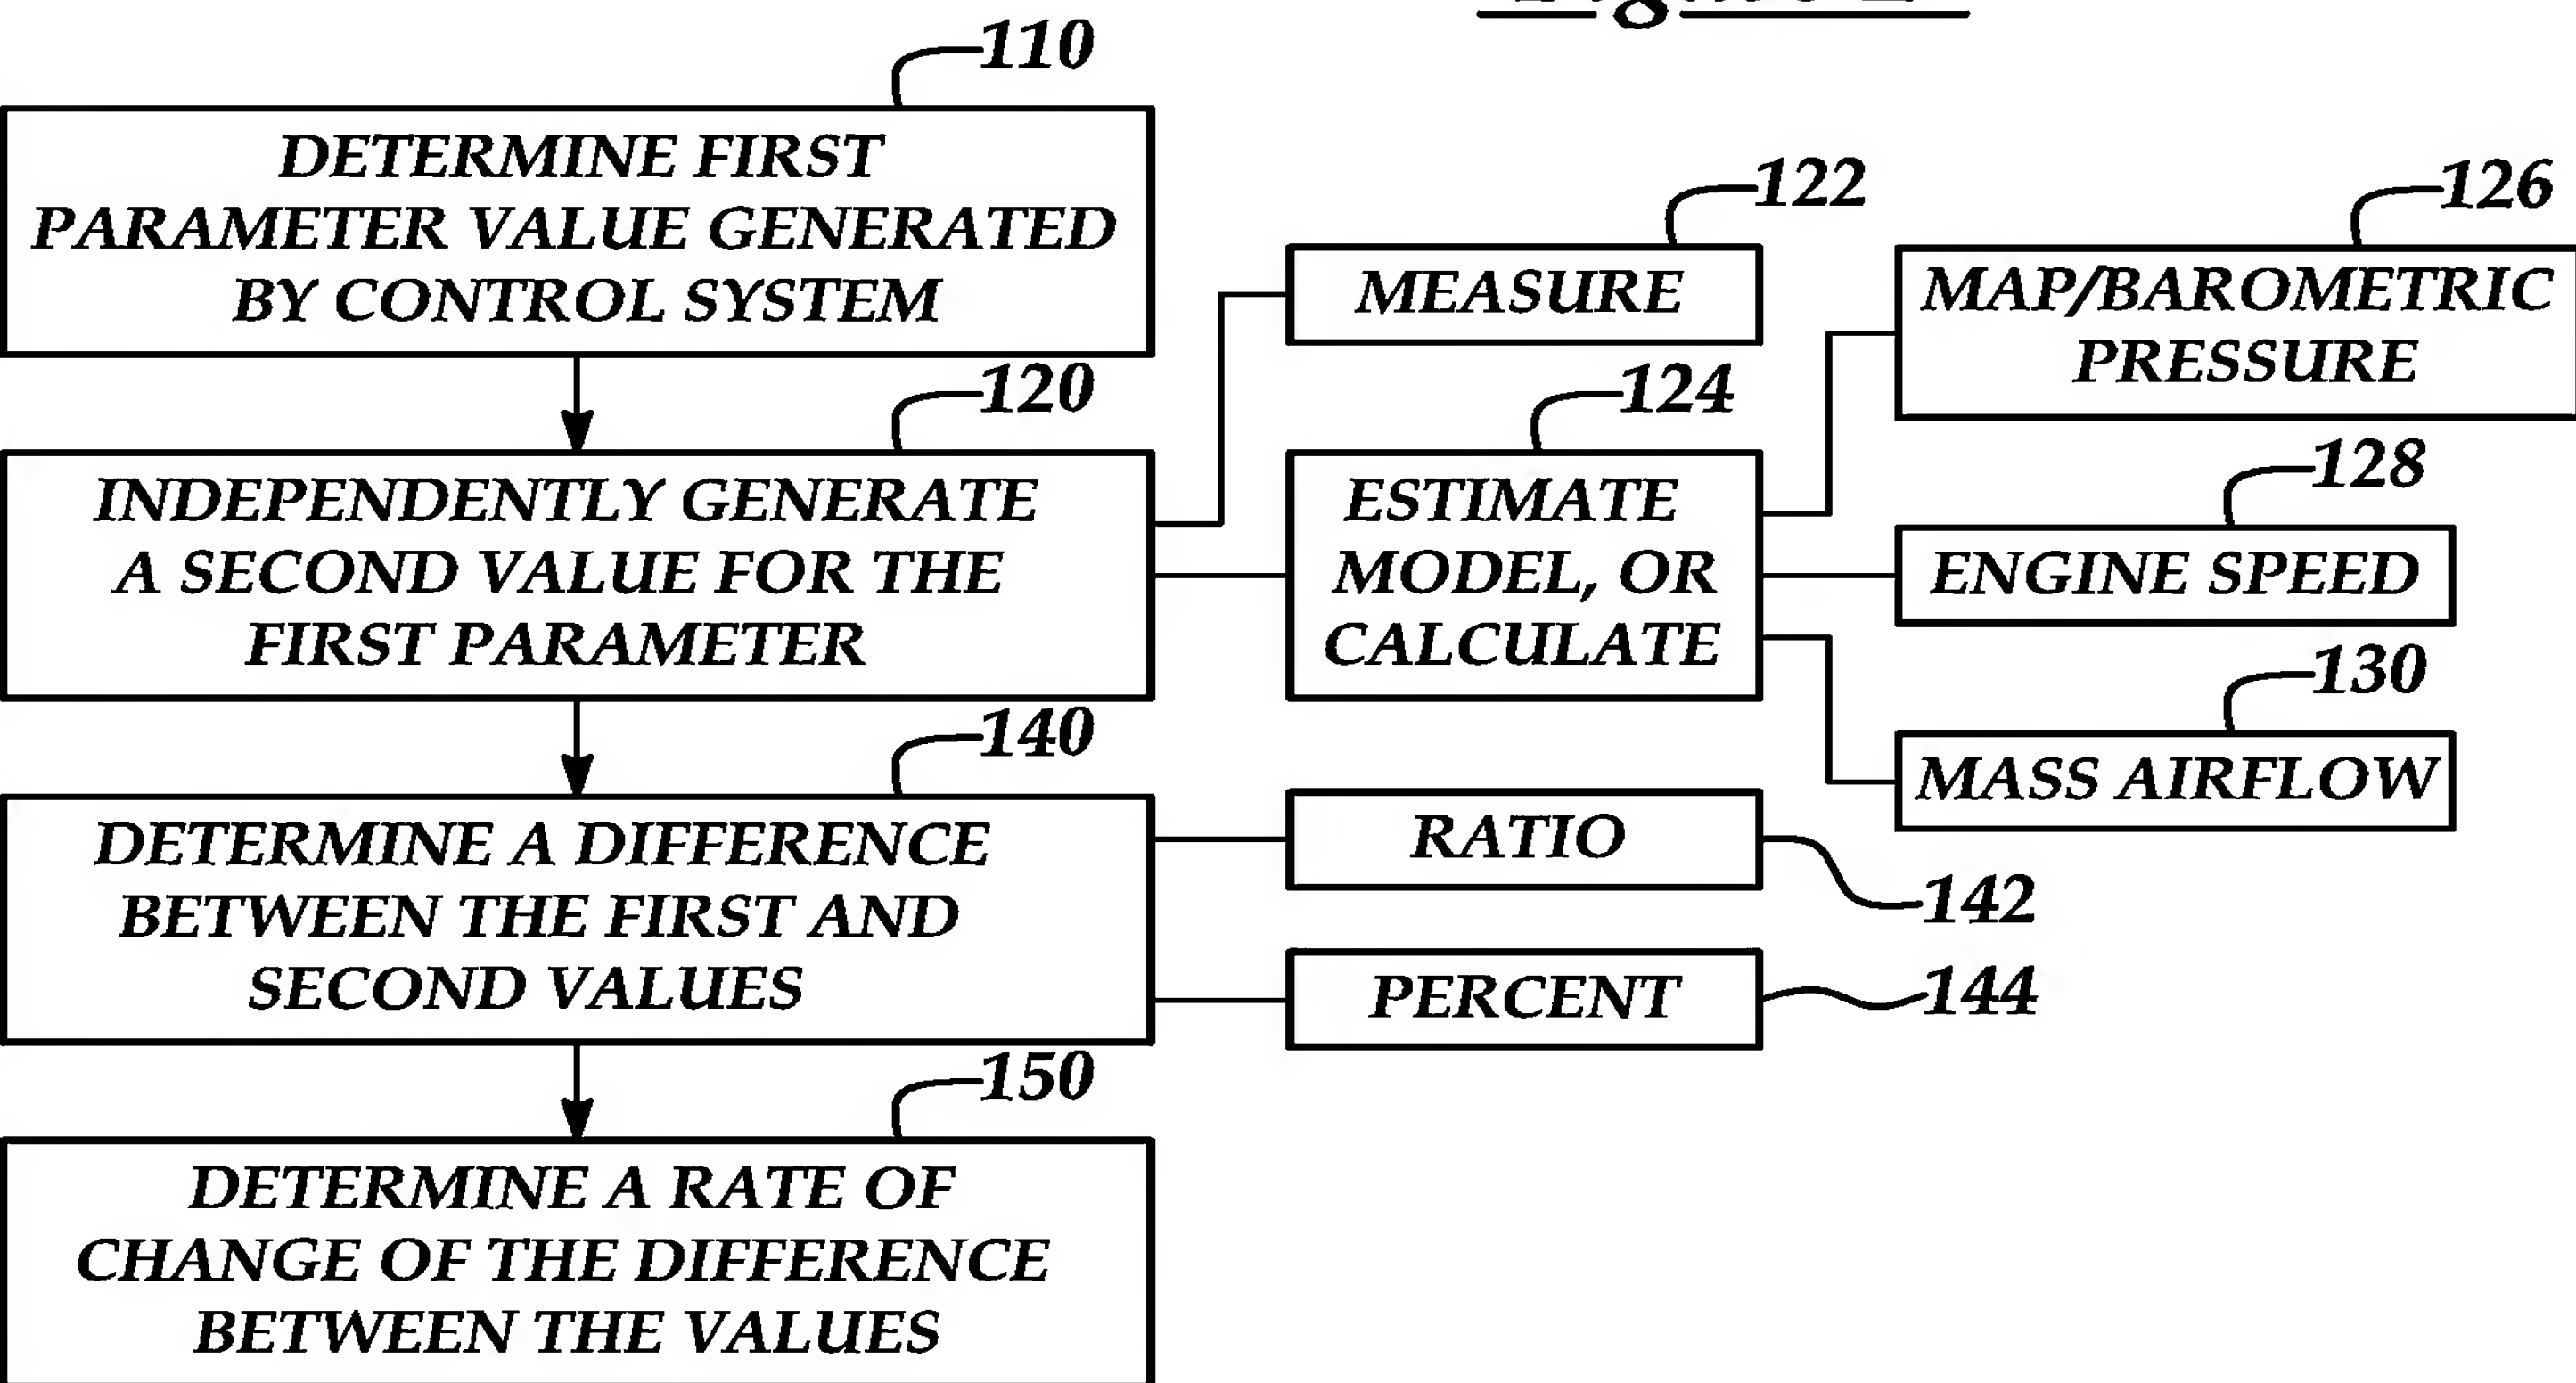 110
DETERMINE FIRST
PARAMETER VALUE GENERATED
BY CONTROL SYSTEM
122
MEASURE
126
MAP/BAROMETRIC
PRESSURE
120
INDEPENDENTLY GENERATE
A SECOND VALUE FOR THE
FIRST PARAMETER
124
ESTIMATE
MODEL, OR
CALCULATE
128
ENGINE SPEED
130
MASS AIRFLOW
140
DETERMINE A DIFFERENCE
BETWEEN THE FIRST AND
SECOND VALUES
RATIO
142
PERCENT
144
150
DETERMINE A RATE OF
CHANGE OF THE DIFFERENCE
BETWEEN THE VALUES